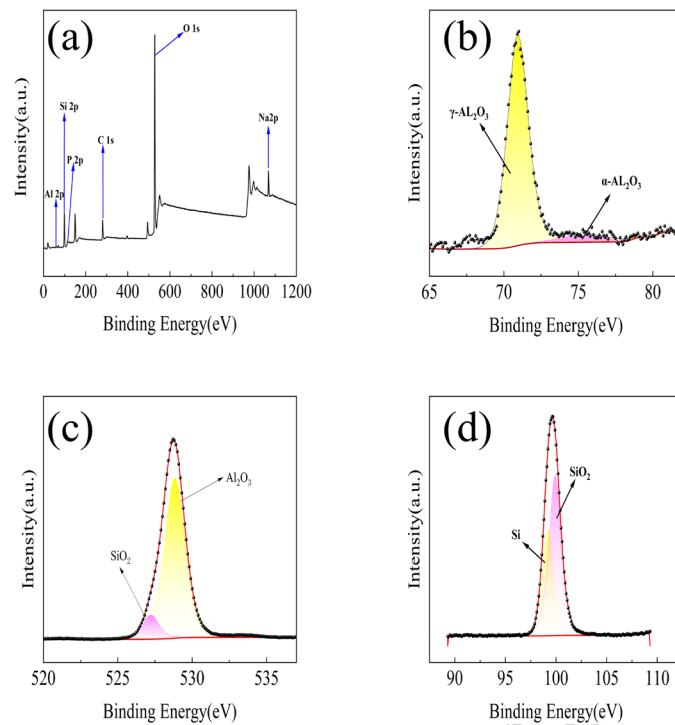 (a)
O 1s
Si 2p
P 2p
C 1s
Na2p
Al 2p
Intensity(a.u.)
0 200 400 600 800 1000 1200
Binding Energy(eV)
(b)
γ-AL₂O₃
α-AL₂O₃
Intensity(a.u.)
65 70 75 80
Binding Energy(eV)
(c)
Al₂O₃
SiO₂
Intensity(a.u.)
520 525 530 535
Binding Energy(eV)
(d)
SiO₂
Si
Intensity(a.u.)
90 95 100 105 110
Binding Energy(eV)